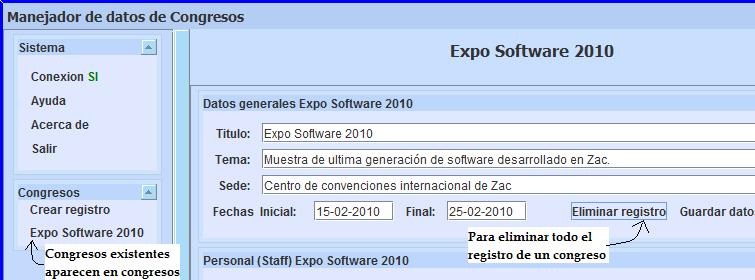 Manejador de datos de Congresos
Sistema
Conexion SI
Ayuda
Acerca de
Salir
Congresos
Crear registro
Expo Software 2010
Congresos existentes
aparecen en congresos
Expo Software 2010
Datos generales Expo Software 2010
Titulo: Expo Software 2010
Tema: Muestra de ultima generación de software desarrollado en Zac.
Sede: Centro de convenciones internacional de Zac
Fechas Inicial: 15-02-2010 Final: 25-02-2010 Eliminar registro Guardar dato
Para eliminar todo el
registro de un congreso
Personal (Staff) Expo Software 2010